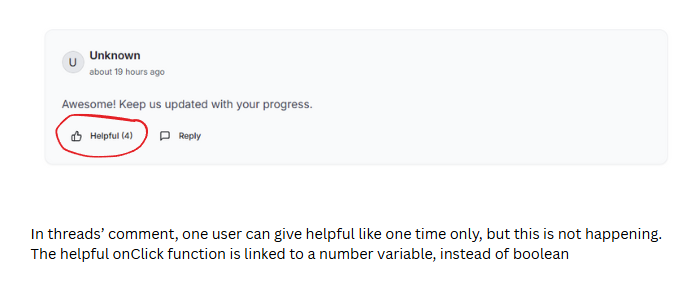 U
Unknown
about 19 hours ago
Awesome! Keep us updated with your progress.
Helpful (4) Reply
In threads’ comment, one user can give helpful like one time only, but this is not happening.
The helpful onClick function is linked to a number variable, instead of boolean